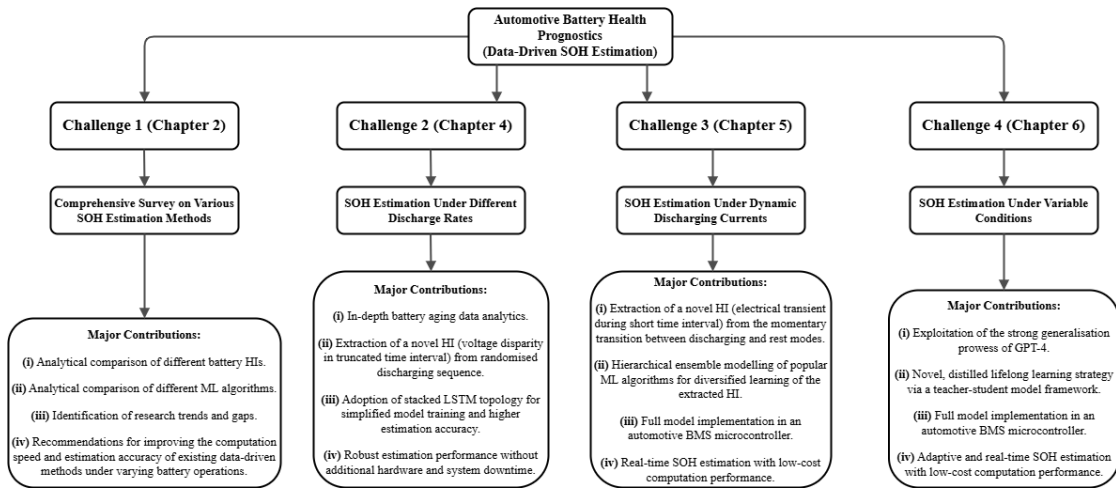 Automotive Battery Health
Prognostics
(Data-Driven SOH Estimation)
Challenge 1 (Chapter 2)
Challenge 2 (Chapter 4)
Challenge 3 (Chapter 5)
Challenge 4 (Chapter 6)
Comprehensive Survey on Various
SOH Estimation Methods
SOH Estimation Under Different
Discharge Rates
SOH Estimation Under Dynamic
Discharging Currents
SOH Estimation Under Variable
Conditions
Major Contributions:
(i) Analytical comparison of different battery HIs.
(ii) Analytical comparison of different ML algorithms.
(iii) Identification of research trends and gaps.
(iv) Recommendations for improving the computation
speed and estimation accuracy of existing data-driven
methods under varying battery operations.
Major Contributions:
(i) In-depth battery aging data analytics.
(ii) Extraction of a novel HI (voltage disparity
in truncated time interval) from randomised
discharging sequence.
(iii) Adoption of stacked LSTM topology for
simplified model training and higher
estimation accuracy.
(iv) Robust estimation performance without
additional hardware and system downtime.
Major Contributions:
(i) Extraction of a novel HI (electrical transient
during short time interval) from the momentary
transition between discharging and rest modes.
(ii) Hierarchical ensemble modelling of popular
ML algorithms for diversified learning of the
extracted HI.
(iii) Full model implementation in an
automotive BMS microcontroller.
(iv) Real-time SOH estimation with low-cost
computation performance.
Major Contributions:
(i) Exploitation of the strong generalisation
prowess of GPT-4.
(ii) Novel, distilled lifelong learning strategy
via a teacher-student model framework.
(iii) Full model implementation in an
automotive BMS microcontroller.
(iv) Adaptive and real-time SOH estimation
with low-cost computation performance.